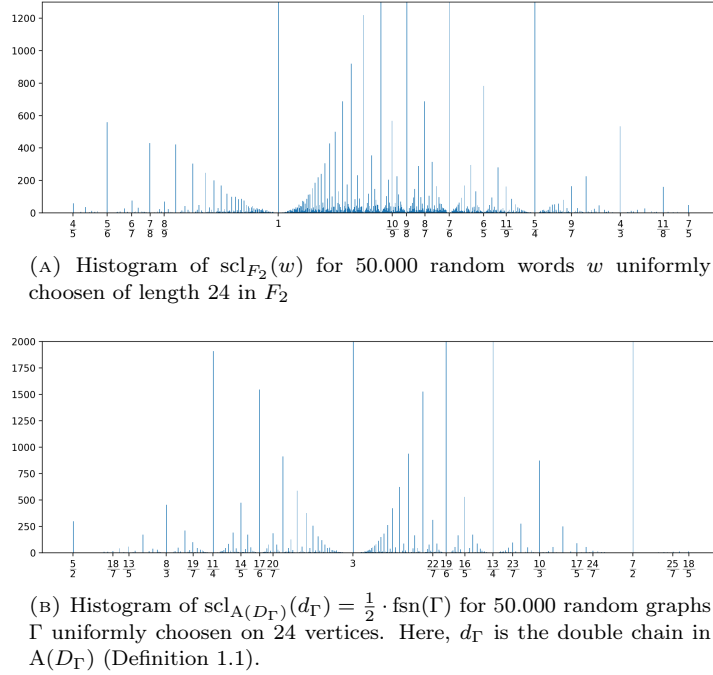 1200
1000
800
600
400
200
0
4/5 5/6 6/7 7/8 8/9 1 10/9 9/8 8/7 7/6 6/5 11/9 5/4 9/7 4/3 11/8 7/5
(A) Histogram of scl_{F_2}(w) for 50.000 random words w uniformly
choosen of length 24 in F_2
2000
1750
1500
1250
1000
750
500
250
0
5/2 18/7 13/5 8/3 19/7 11/4 14/5 17/6 20/7 3 22/7 19/6 16/5 13/4 23/7 10/3 17/5 24/7 7/2 25/7 18/5
(B) Histogram of scl_{A(D_Γ)}(d_Γ) = 1/2 · fsn(Γ) for 50.000 random graphs
Γ uniformly choosen on 24 vertices. Here, d_Γ is the double chain in
A(D_Γ) (Definition 1.1).